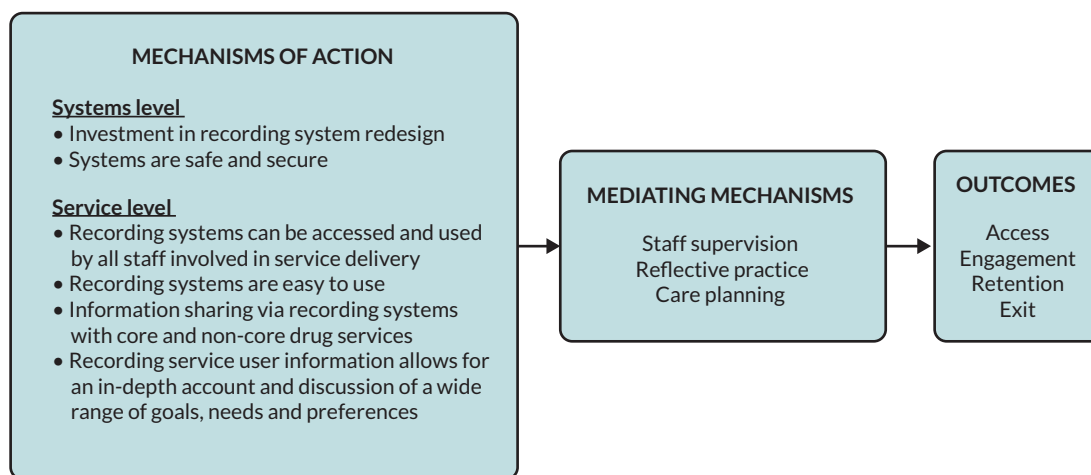 MECHANISMS OF ACTION
Systems level
• Investment in recording system redesign
• Systems are safe and secure
Service level
• Recording systems can be accessed and used
by all staff involved in service delivery
• Recording systems are easy to use
• Information sharing via recording systems
with core and non-core drug services
• Recording service user information allows for
an in-depth account and discussion of a wide
range of goals, needs and preferences
MEDIATING MECHANISMS
Staff supervision
Reflective practice
Care planning
OUTCOMES
Access
Engagement
Retention
Exit